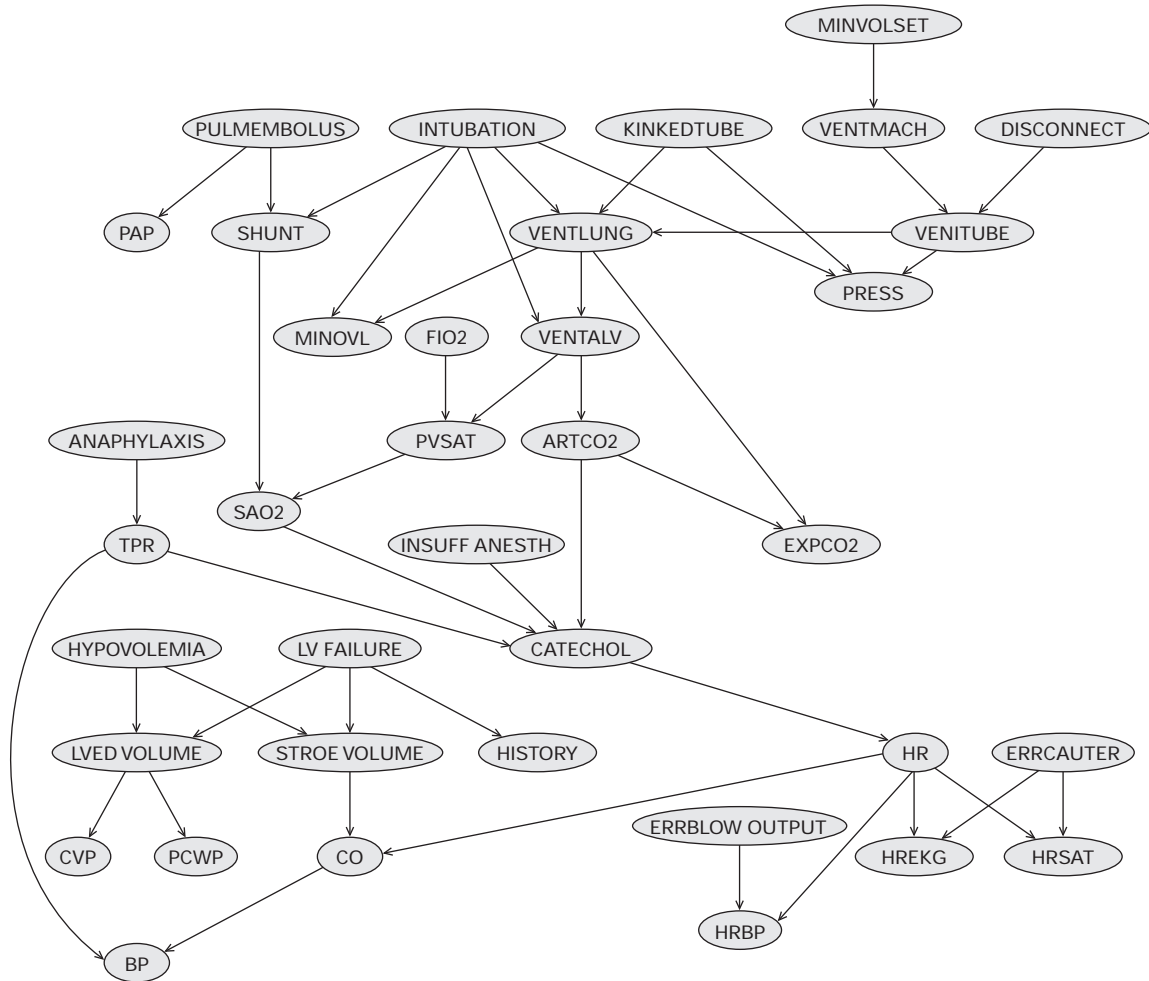 MINVOLSET
PULMEMBOLUS
INTUBATION
KINKEDTUBE
VENTMACH
DISCONNECT
PAP
SHUNT
VENTLUNG
VENITUBE
PRESS
MINOVL
FIO2
VENTALV
ANAPHYLAXIS
PVSAT
ARTCO2
SAO2
TPR
INSUFF ANESTH
EXPCO2
HYPOVOLEMIA
LV FAILURE
CATECHOL
LVED VOLUME
STROE VOLUME
HISTORY
HR
ERRCAUTER
ERRBLOW OUTPUT
CVP
PCWP
CO
HREKG
HRSAT
HRBP
BP